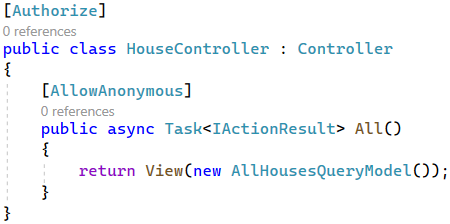 [Authorize]
0 references
public class HouseController : Controller
{
[AllowAnonymous]
0 references
public async Task<IActionResult> All()
{
return View(new AllHousesQueryModel());
}
}